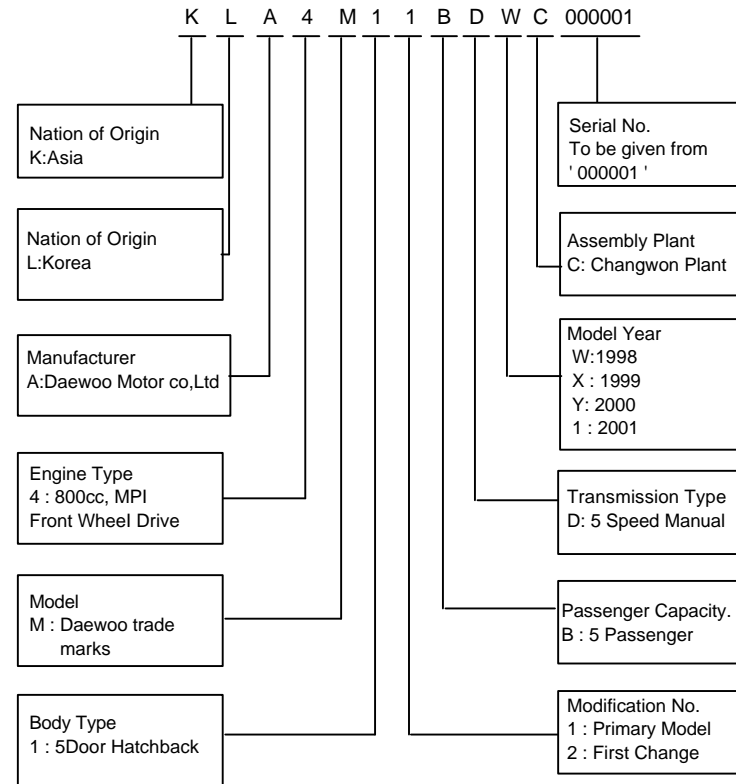 K L A 4 M 1 1 B D W C 000001
Nation of Origin
K:Asia
Nation of Origin
L:Korea
Manufacturer
A:Daewoo Motor co,Ltd
Engine Type
4 : 800cc, MPI
Front Wheel Drive
Model
M : Daewoo trade
marks
Body Type
1 : 5Door Hatchback
Serial No.
To be given from
' 000001 '
Assembly Plant
C: Changwon Plant
Model Year
W:1998
X : 1999
Y: 2000
1 : 2001
Transmission Type
D: 5 Speed Manual
Passenger Capacity.
B : 5 Passenger
Modification No.
1 : Primary Model
2 : First Change